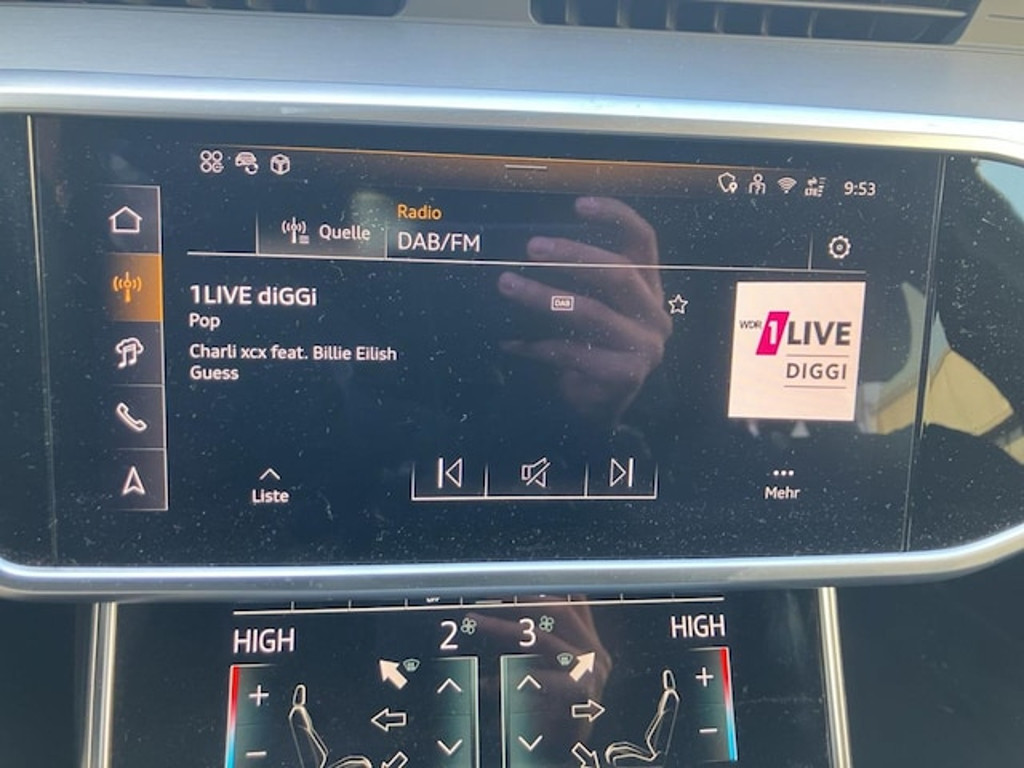 9:53
LTE
Quelle
Radio
DAB/FM
1LIVE diGGi
Pop
DAB
Charli xcx feat. Billie Eilish
Guess
WDR 1LIVE
DIGGI
Liste
Mehr
HIGH
2
3
HIGH
+
+
−
−